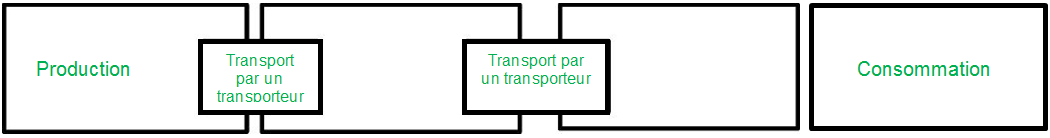 Production
Transport
par un
transporteur
Transport par
un transporteur
Consommation